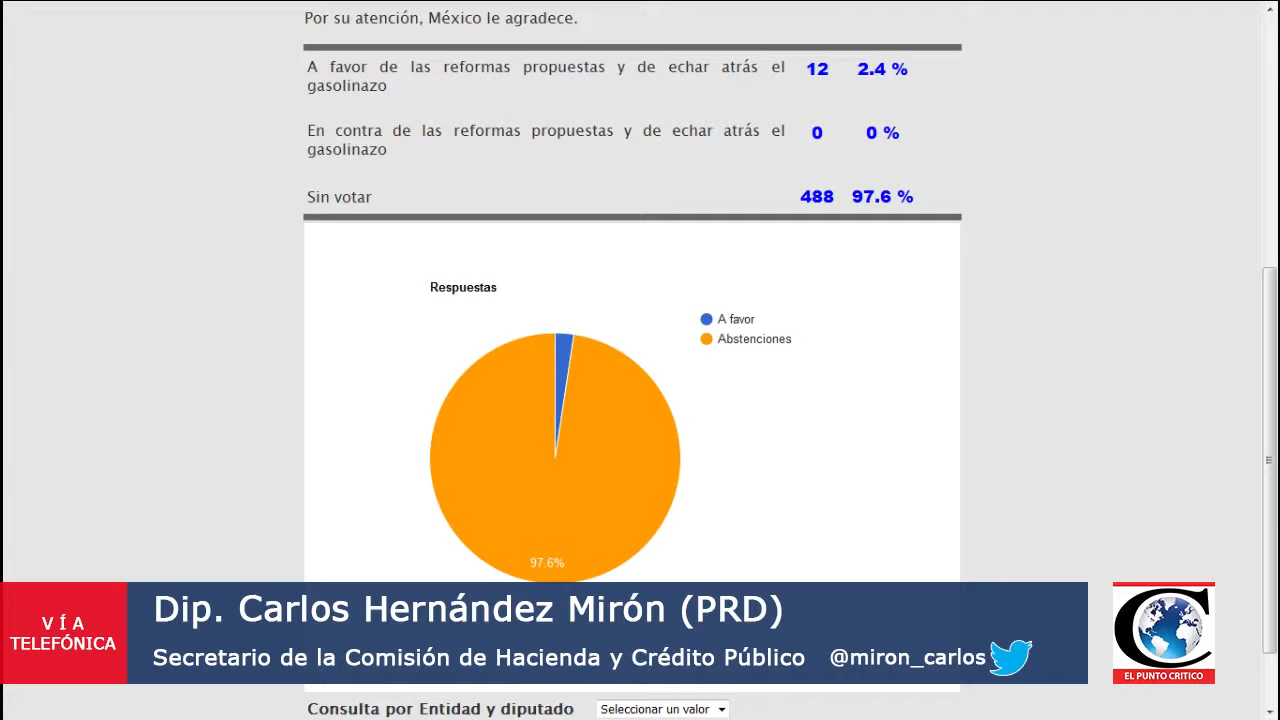 Por su atención, México le agradece.
A favor de las reformas propuestas y de echar atrás el 12 2.4 %
gasolinazo
En contra de las reformas propuestas y de echar atrás el 0 0 %
gasolinazo
Sin votar 488 97.6 %
Respuestas
A favor
Abstenciones
97.6%
VÍA
TELEFÓNICA
Dip. Carlos Hernández Mirón (PRD)
Secretario de la Comisión de Hacienda y Crédito Público @miron_carlos
C
EL PUNTO CRITICO
Consulta por Entidad y diputado Seleccionar un valor